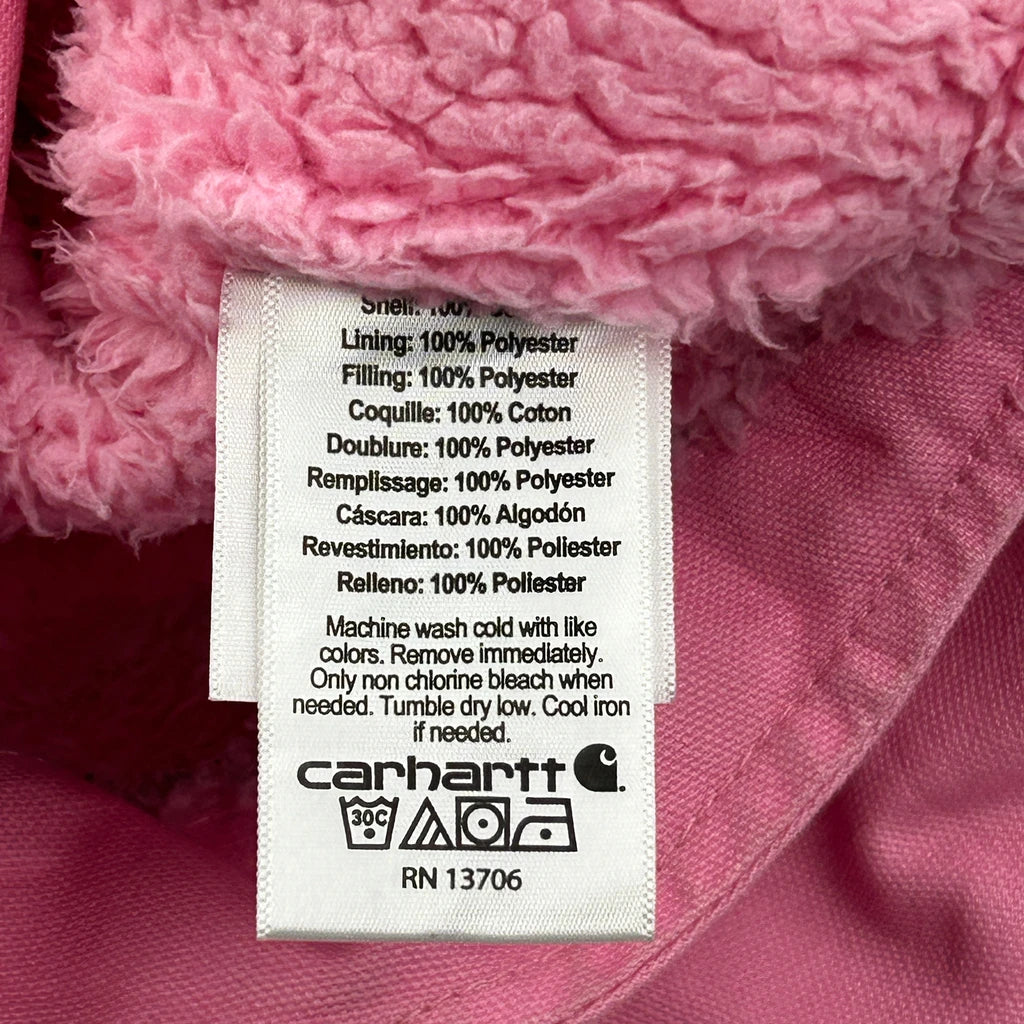 Shell: 100%
Lining: 100% Polyester
Filling: 100% Polyester
Coquille: 100% Coton
Doublure: 100% Polyester
Remplissage: 100% Polyester
Cáscara: 100% Algodón
Revestimiento: 100% Poliester
Relleno: 100% Poliester
Machine wash cold with like
colors. Remove immediately.
Only non chlorine bleach when
needed. Tumble dry low. Cool iron
if needed.
carhartt
30C
RN 13706